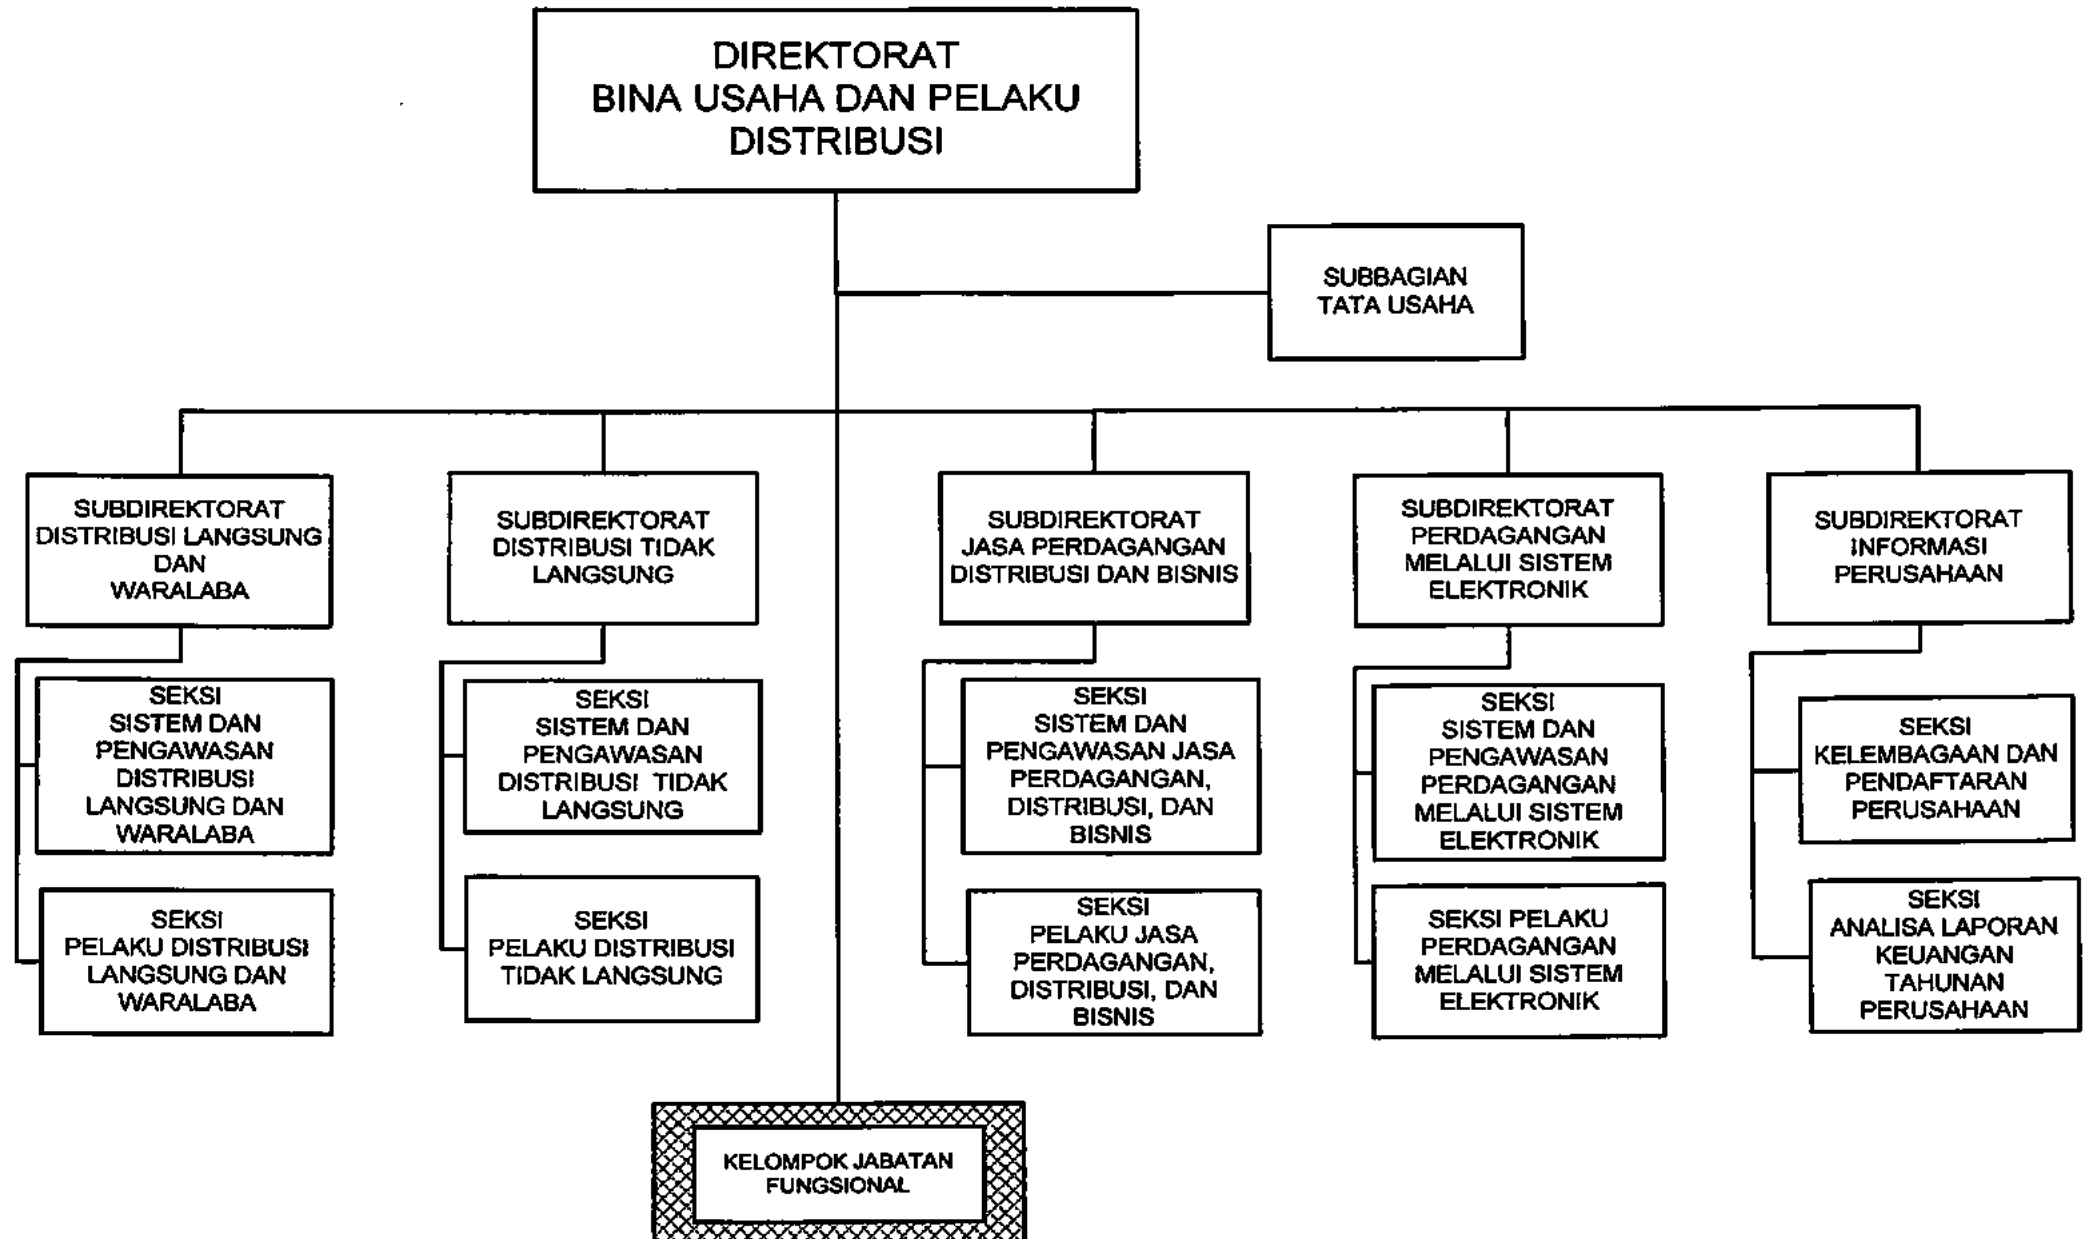 DIREKTORAT
BINA USAHA DAN PELAKU
DISTRIBUSI
SUBBAGIAN
TATA USAHA
SUBDIREKTORAT
DISTRIBUSI LANGSUNG
DAN
WARALABA
SUBDIREKTORAT
DISTRIBUSI TIDAK
LANGSUNG
SUBDIREKTORAT
JASA PERDAGANGAN
DISTRIBUSI DAN BISNIS
SUBDIREKTORAT
PERDAGANGAN
MELALUI SISTEM
ELEKTRONIK
SUBDIREKTORAT
INFORMASI
PERUSAHAAN
SEKSI
SISTEM DAN
PENGAWASAN
DISTRIBUSI
LANGSUNG DAN
WARALABA
SEKSI
SISTEM DAN
PENGAWASAN
DISTRIBUSI TIDAK
LANGSUNG
SEKSI
SISTEM DAN
PENGAWASAN JASA
PERDAGANGAN,
DISTRIBUSI, DAN
BISNIS
SEKSI
SISTEM DAN
PENGAWASAN
PERDAGANGAN
MELALUI SISTEM
ELEKTRONIK
SEKSI
KELEMBAGAAN DAN
PENDAFTARAN
PERUSAHAAN
SEKSI
PELAKU DISTRIBUSI
LANGSUNG DAN
WARALABA
SEKSI
PELAKU DISTRIBUSI
TIDAK LANGSUNG
SEKSI
PELAKU JASA
PERDAGANGAN,
DISTRIBUSI, DAN
BISNIS
SEKSI PELAKU
PERDAGANGAN
MELALUI SISTEM
ELEKTRONIK
SEKSI
ANALISA LAPORAN
KEUANGAN
TAHUNAN
PERUSAHAAN
KELOMPOK JABATAN
FUNGSIONAL